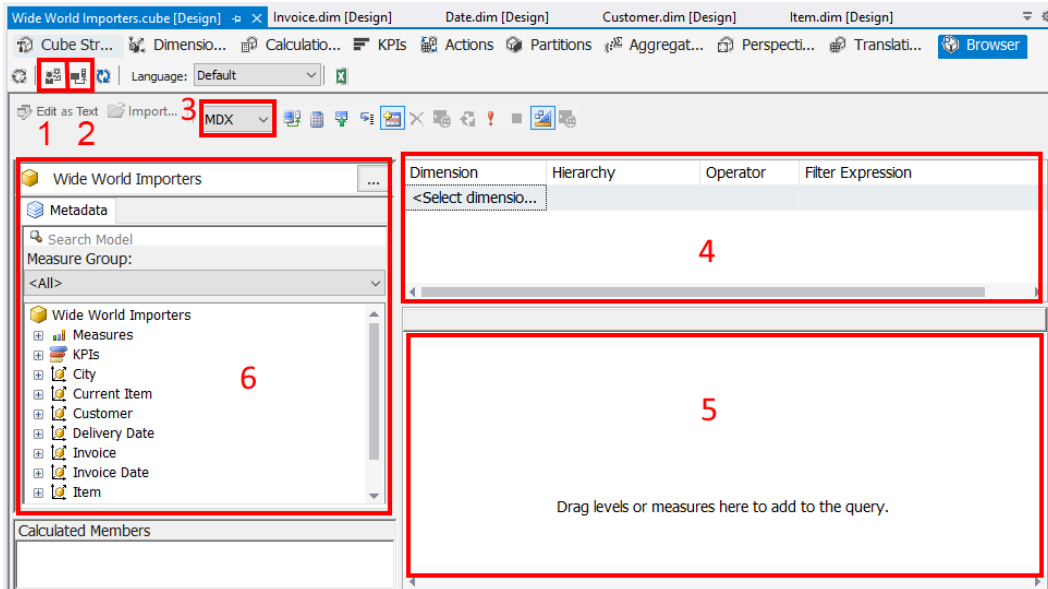 Wide World Importers.cube [Design] Invoice.dim [Design] Date.dim [Design] Customer.dim [Design] Item.dim [Design]
Cube Str... Dimensio... Calculatio... KPIs Actions Partitions Aggregat... Perspecti... Translati... Browser
Language: Default
Edit as Text Import... 3 MDX
1 2
Wide World Importers ...
Metadata
Search Model
Measure Group:
<All>
Wide World Importers
Measures
KPIs
City
Current Item
Customer
Delivery Date
Invoice
Invoice Date
Item
6
Calculated Members
Dimension Hierarchy Operator Filter Expression
<Select dimensio...
4
5
Drag levels or measures here to add to the query.